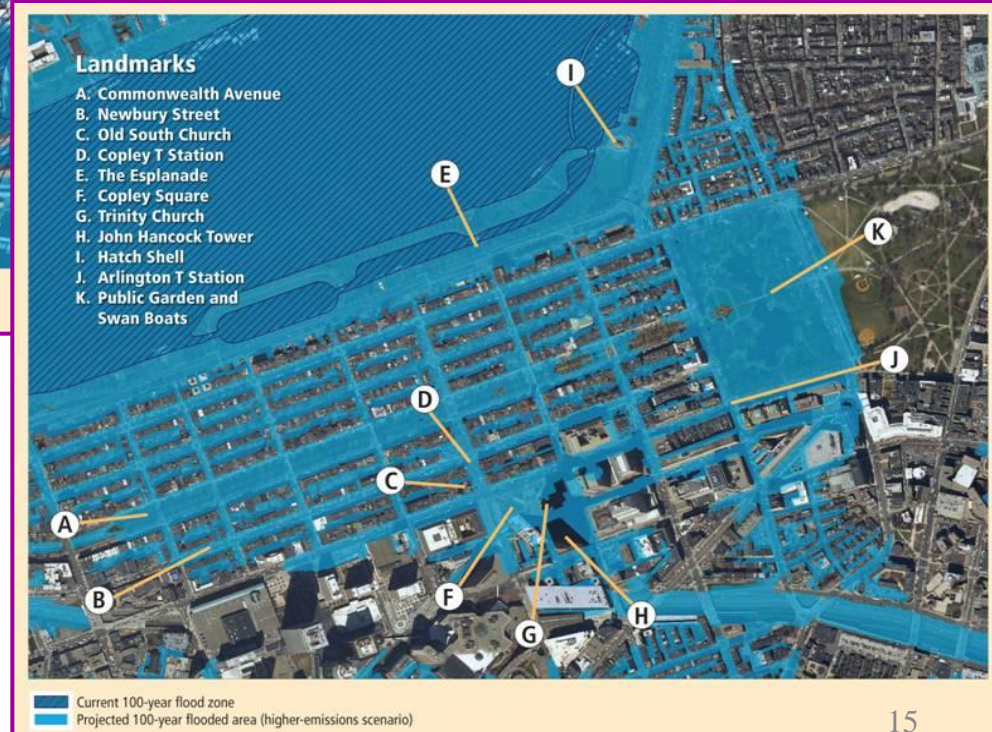 Landmarks
A. Commonwealth Avenue
B. Newbury Street
C. Old South Church
D. Copley T Station
E. The Esplanade
F. Copley Square
G. Trinity Church
H. John Hancock Tower
I. Hatch Shell
J. Arlington T Station
K. Public Garden and
Swan Boats
I
E
K
J
D
C
A
B
F
G
H
Current 100-year flood zone
Projected 100-year flooded area (higher-emissions scenario)
15